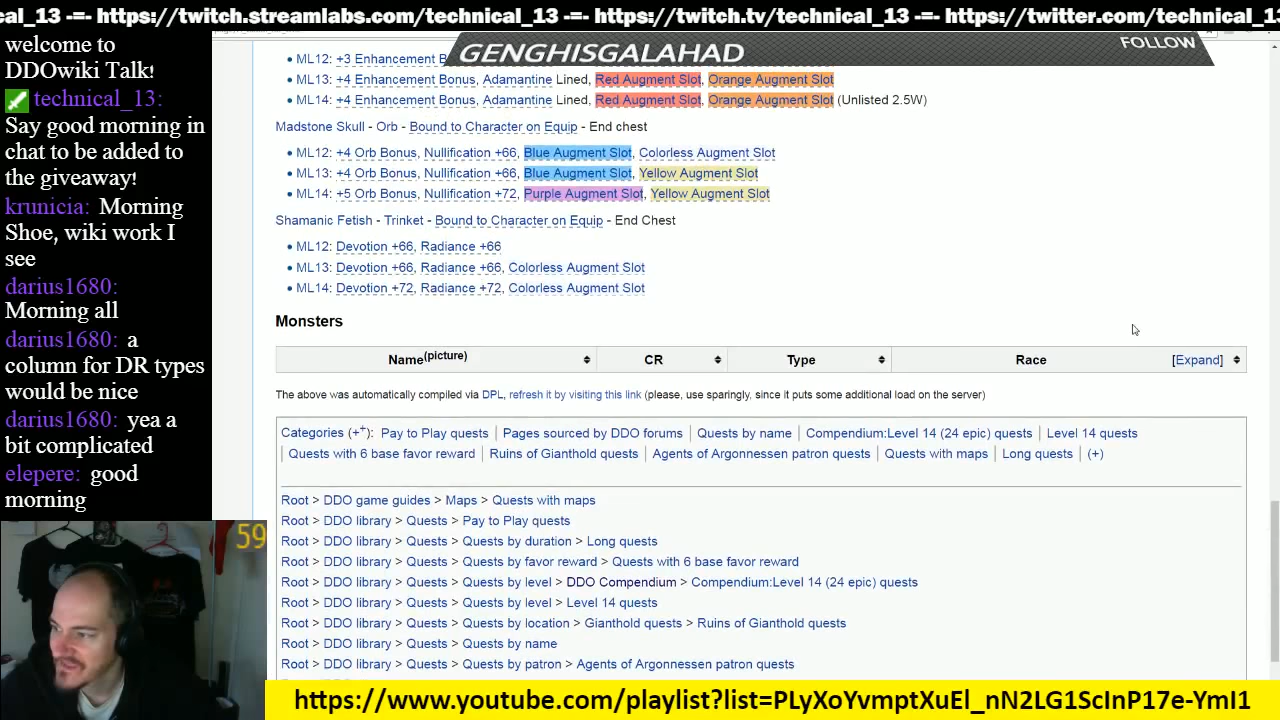 al_13 -=- https://twitch.streamlabs.com/technical_13 -=- https://twitch.tv/technical_13 -=- https://twitter.com/technical_13
welcome to
DDOwiki Talk!
technical_13:
Say good morning in
chat to be added to
the giveaway!
krunicia: Morning
Shoe, wiki work I
see
darius1680:
Morning all
darius1680: a
column for DR types
would be nice
darius1680: yea a
bit complicated
elepere: good
morning
59
GENGHISGALAHAD
FOLLOW
ML12: +3 Enhancement B
ML13: +4 Enhancement Bonus, Adamantine Lined, Red Augment Slot, Orange Augment Slot
ML14: +4 Enhancement Bonus, Adamantine Lined, Red Augment Slot, Orange Augment Slot (Unlisted 2.5W)
Madstone Skull - Orb - Bound to Character on Equip - End chest
ML12: +4 Orb Bonus, Nullification +66, Blue Augment Slot, Colorless Augment Slot
ML13: +4 Orb Bonus, Nullification +66, Blue Augment Slot, Yellow Augment Slot
ML14: +5 Orb Bonus, Nullification +72, Purple Augment Slot, Yellow Augment Slot
Shamanic Fetish - Trinket - Bound to Character on Equip - End Chest
ML12: Devotion +66, Radiance +66
ML13: Devotion +66, Radiance +66, Colorless Augment Slot
ML14: Devotion +72, Radiance +72, Colorless Augment Slot
Monsters
Name(picture) CR Type Race [Expand]
The above was automatically compiled via DPL, refresh it by visiting this link (please, use sparingly, since it puts some additional load on the server)
Categories (++): Pay to Play quests | Pages sourced by DDO forums | Quests by name | Compendium:Level 14 (24 epic) quests | Level 14 quests
| Quests with 6 base favor reward | Ruins of Gianthold quests | Agents of Argonnessen patron quests | Quests with maps | Long quests | (+)
Root > DDO game guides > Maps > Quests with maps
Root > DDO library > Quests > Pay to Play quests
Root > DDO library > Quests > Quests by duration > Long quests
Root > DDO library > Quests > Quests by favor reward > Quests with 6 base favor reward
Root > DDO library > Quests > Quests by level > DDO Compendium > Compendium:Level 14 (24 epic) quests
Root > DDO library > Quests > Quests by level > Level 14 quests
Root > DDO library > Quests > Quests by location > Gianthold quests > Ruins of Gianthold quests
Root > DDO library > Quests > Quests by name
Root > DDO library > Quests > Quests by patron > Agents of Argonnessen patron quests
https://www.youtube.com/playlist?list=PLyXoYvmptXuEl_nN2LG1ScInP17e-YmI1